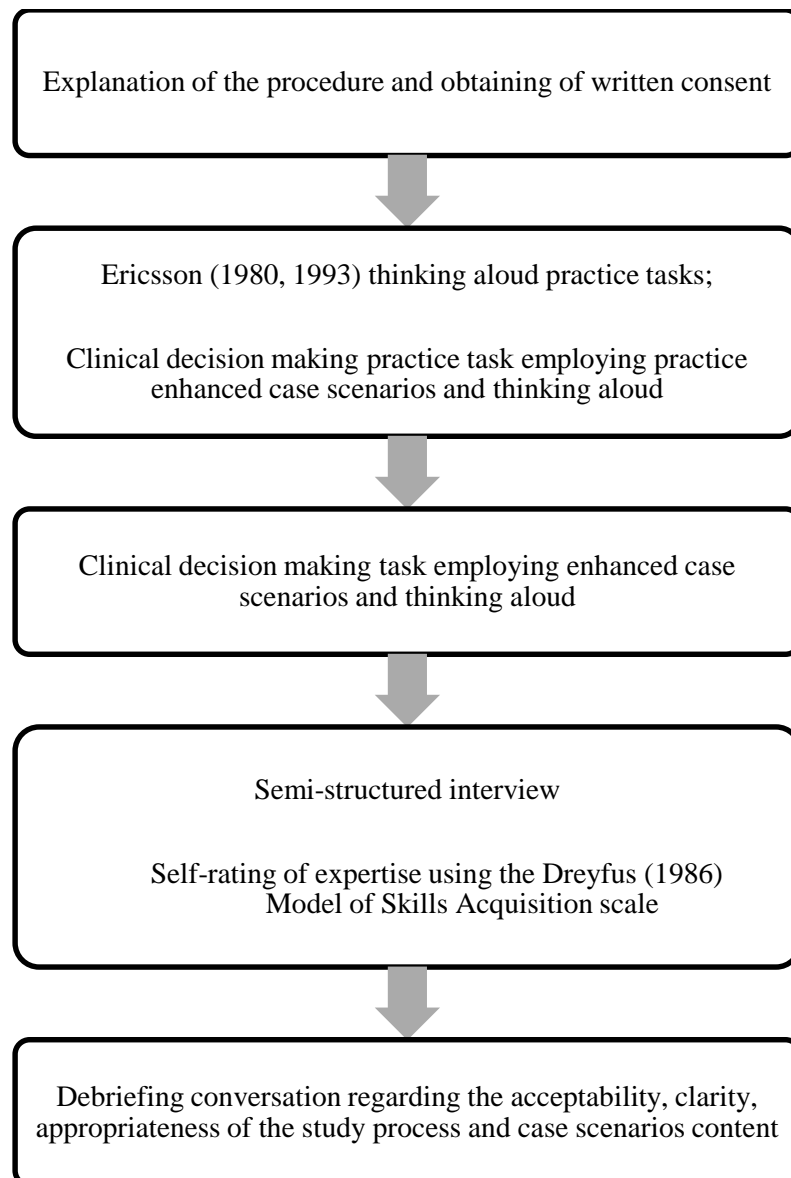 Explanation of the procedure and obtaining of written consent
Ericsson (1980, 1993) thinking aloud practice tasks;
Clinical decision making practice task employing practice
enhanced case scenarios and thinking aloud
Clinical decision making task employing enhanced case
scenarios and thinking aloud
Semi-structured interview
Self-rating of expertise using the Dreyfus (1986)
Model of Skills Acquisition scale
Debriefing conversation regarding the acceptability, clarity,
appropriateness of the study process and case scenarios content